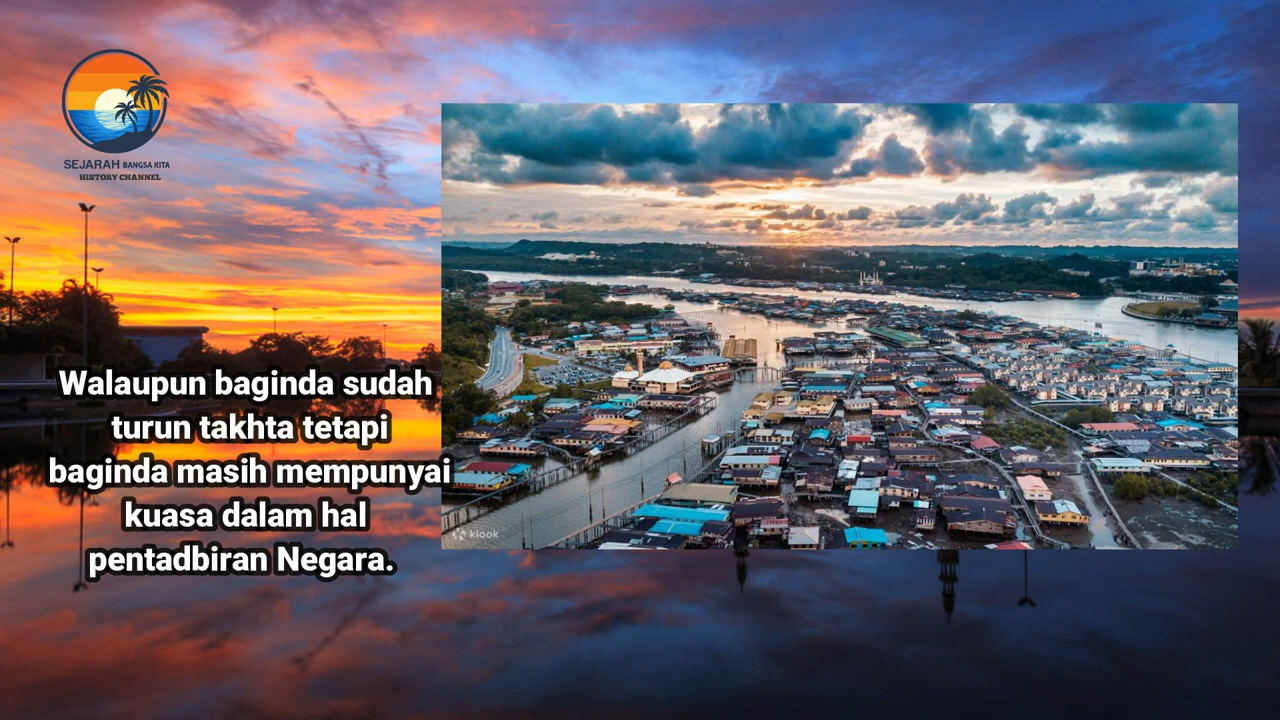 SEJARAH BANGSA KITA
HISTORY CHANNEL
Walaupun baginda sudah
turun takhta tetapi
baginda masih mempunyai
kuasa dalam hal
pentadbiran Negara.
klook